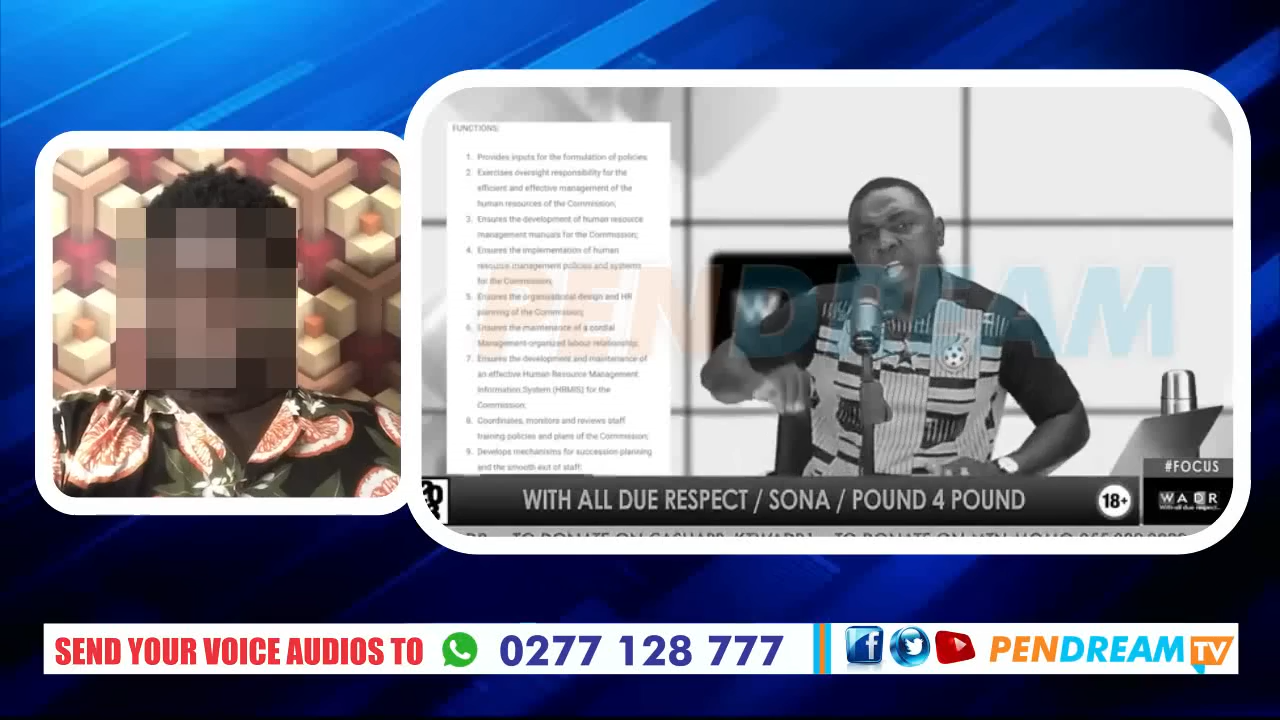 FUNCTIONS:
1. Provides inputs for the formulation of policies;
2. Exercises oversight responsibility for the
efficient and effective management of the
human resources of the Commission;
3. Ensures the development of human resource
management manuals for the Commission;
4. Ensures the implementation of human
resource management policies and systems
for the Commission;
5. Ensures the organisational design and HR
planning of the Commission;
6. Ensures the maintenance of a cordial
Management-organized labour relationship;
7. Ensures the development and maintenance of
an effective Human Resource Management
Information System (HRMIS) for the
Commission;
8. Coordinates, monitors and reviews staff
training policies and plans of the Commission;
9. Develops mechanisms for succession planning
and the smooth exit of staff;
PENDREAM
#FOCUS
WITH ALL DUE RESPECT / SONA / POUND 4 POUND
18+
WADR
With all due respect...
SEND YOUR VOICE AUDIOS TO
0277 128 777
PENDREAM TV